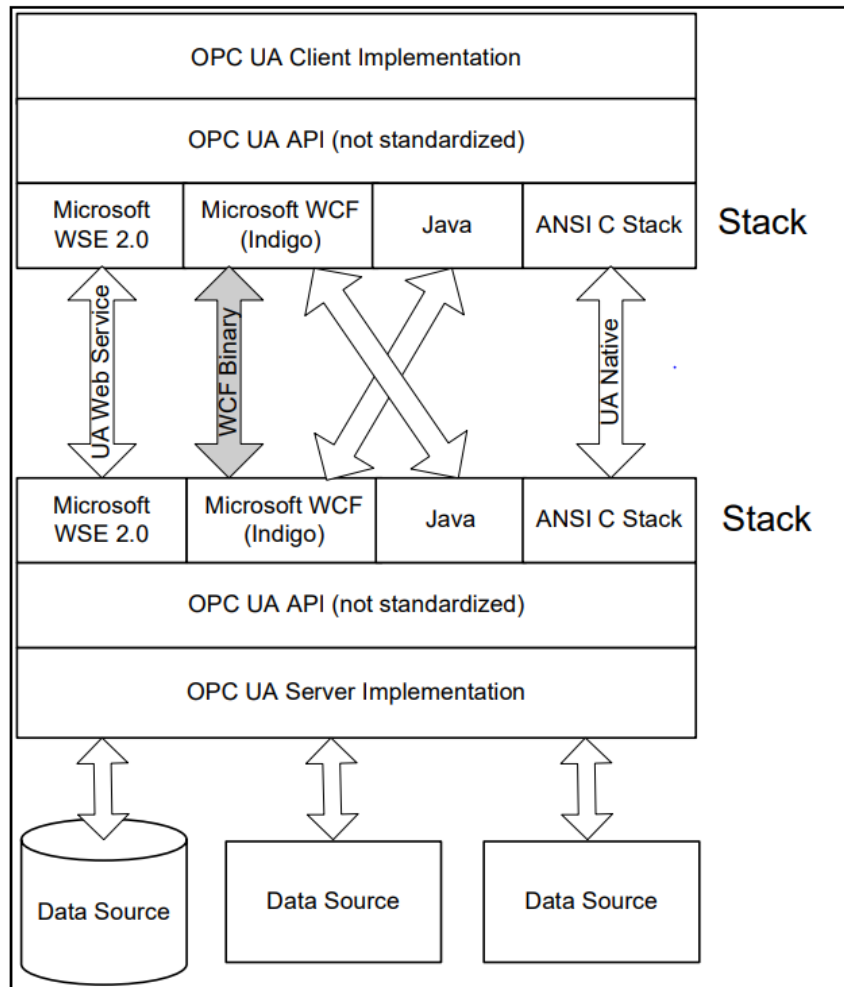 OPC UA Client Implementation
OPC UA API (not standardized)
Microsoft
WSE 2.0
Microsoft WCF
(Indigo)
Java
ANSI C Stack
Stack
UA Web Service
WCF Binary
UA Native
Microsoft
WSE 2.0
Microsoft WCF
(Indigo)
Java
ANSI C Stack
Stack
OPC UA API (not standardized)
OPC UA Server Implementation
Data Source
Data Source
Data Source